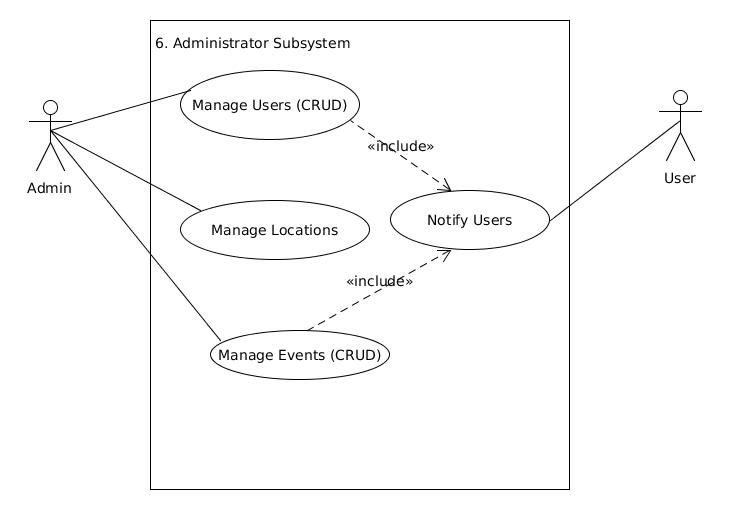 6. Administrator Subsystem
Manage Users (CRUD)
«include»
Admin
User
Manage Locations
Notify Users
«include»
Manage Events (CRUD)